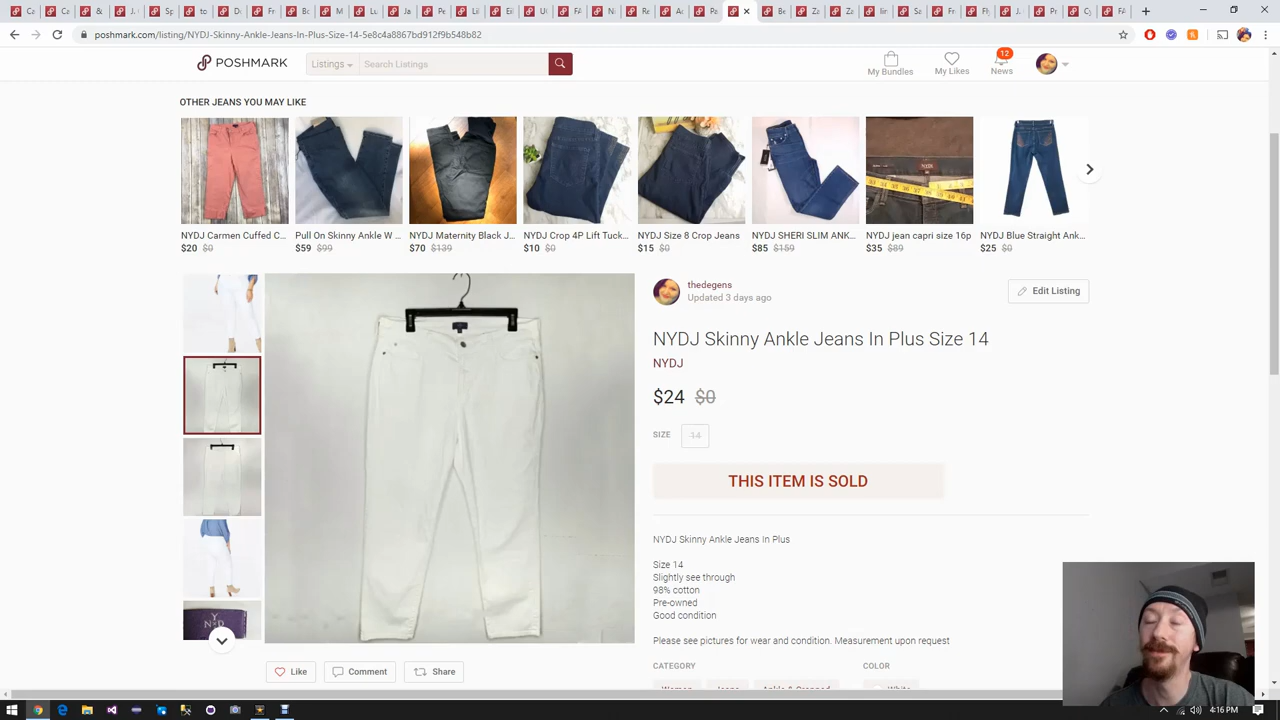 poshmark.com/listing/NYDJ-Skinny-Ankle-Jeans-In-Plus-Size-14-5e8c4a8867bd912f9b548b82
POSHMARK
Listings
Search Listings
My Bundles
My Likes
12
News
OTHER JEANS YOU MAY LIKE
NYDJ Carmen Cuffed C...
$20 $0
Pull On Skinny Ankle W ...
$59 $99
NYDJ Maternity Black J...
$70 $139
NYDJ Crop 4P Lift Tuck...
$10 $0
NYDJ Size 8 Crop Jeans
$15 $0
NYDJ SHERI SLIM ANK...
$85 $159
NYDJ jean capri size 16p
$35 $89
NYDJ Blue Straight Ank...
$25 $0
thedegens
Updated 3 days ago
Edit Listing
NYDJ Skinny Ankle Jeans In Plus Size 14
NYDJ
$24 $0
SIZE
14
THIS ITEM IS SOLD
NYDJ Skinny Ankle Jeans In Plus
Size 14
Slightly see through
98% cotton
Pre-owned
Good condition
Please see pictures for wear and condition. Measurement upon request
CATEGORY
COLOR
Women
Jeans
Ankle & Cropped
White
Like
Comment
Share
4:16 PM